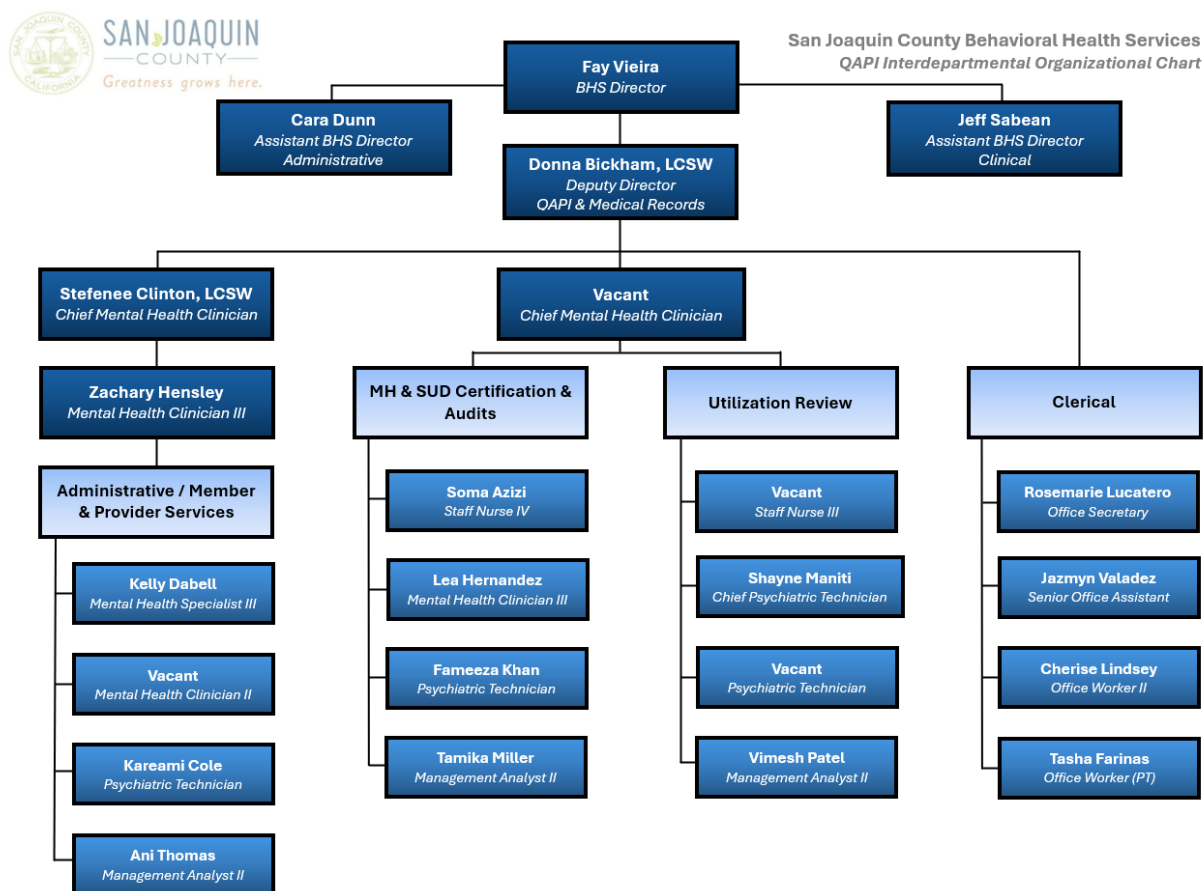 SAN JOAQUIN COUNTY
CALIFORNIA
SAN JOAQUIN
COUNTY
Greatness grows here.
San Joaquin County Behavioral Health Services
QAPI Interdepartmental Organizational Chart
Fay Vieira
BHS Director
Cara Dunn
Assistant BHS Director
Administrative
Jeff Sabean
Assistant BHS Director
Clinical
Donna Bickham, LCSW
Deputy Director
QAPI & Medical Records
Stefenee Clinton, LCSW
Chief Mental Health Clinician
Vacant
Chief Mental Health Clinician
Zachary Hensley
Mental Health Clinician III
MH & SUD Certification &
Audits
Utilization Review
Clerical
Administrative / Member
& Provider Services
Kelly Dabell
Mental Health Specialist III
Vacant
Mental Health Clinician II
Kareami Cole
Psychiatric Technician
Ani Thomas
Management Analyst II
Soma Azizi
Staff Nurse IV
Lea Hernandez
Mental Health Clinician III
Fameeza Khan
Psychiatric Technician
Tamika Miller
Management Analyst II
Vacant
Staff Nurse III
Shayne Maniti
Chief Psychiatric Technician
Vacant
Psychiatric Technician
Vimesh Patel
Management Analyst II
Rosemarie Lucatero
Office Secretary
Jazmyn Valadez
Senior Office Assistant
Cherise Lindsey
Office Worker II
Tasha Farinas
Office Worker (PT)